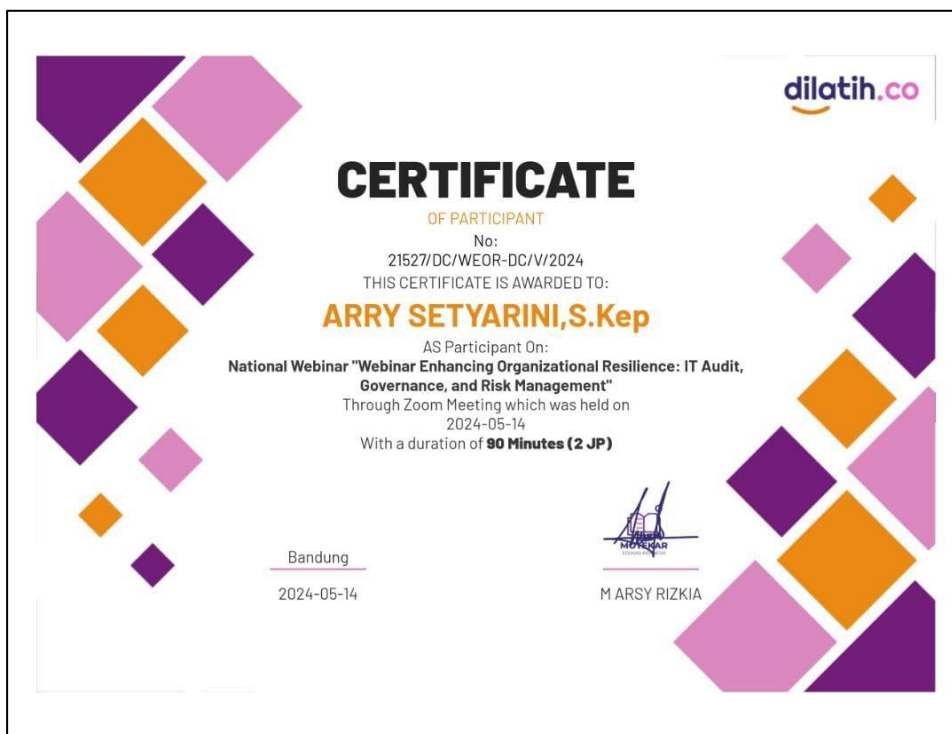 dilatih.co
CERTIFICATE
OF PARTICIPANT
No:
21527/DC/WEOR-DC/V/2024
THIS CERTIFICATE IS AWARDED TO:
ARRY SETYARINI,S.Kep
AS Participant On:
National Webinar "Webinar Enhancing Organizational Resilience: IT Audit,
Governance, and Risk Management"
Through Zoom Meeting which was held on
2024-05-14
With a duration of 90 Minutes (2 JP)
MOTEKAR
Bandung
2024-05-14
M ARSY RIZKIA